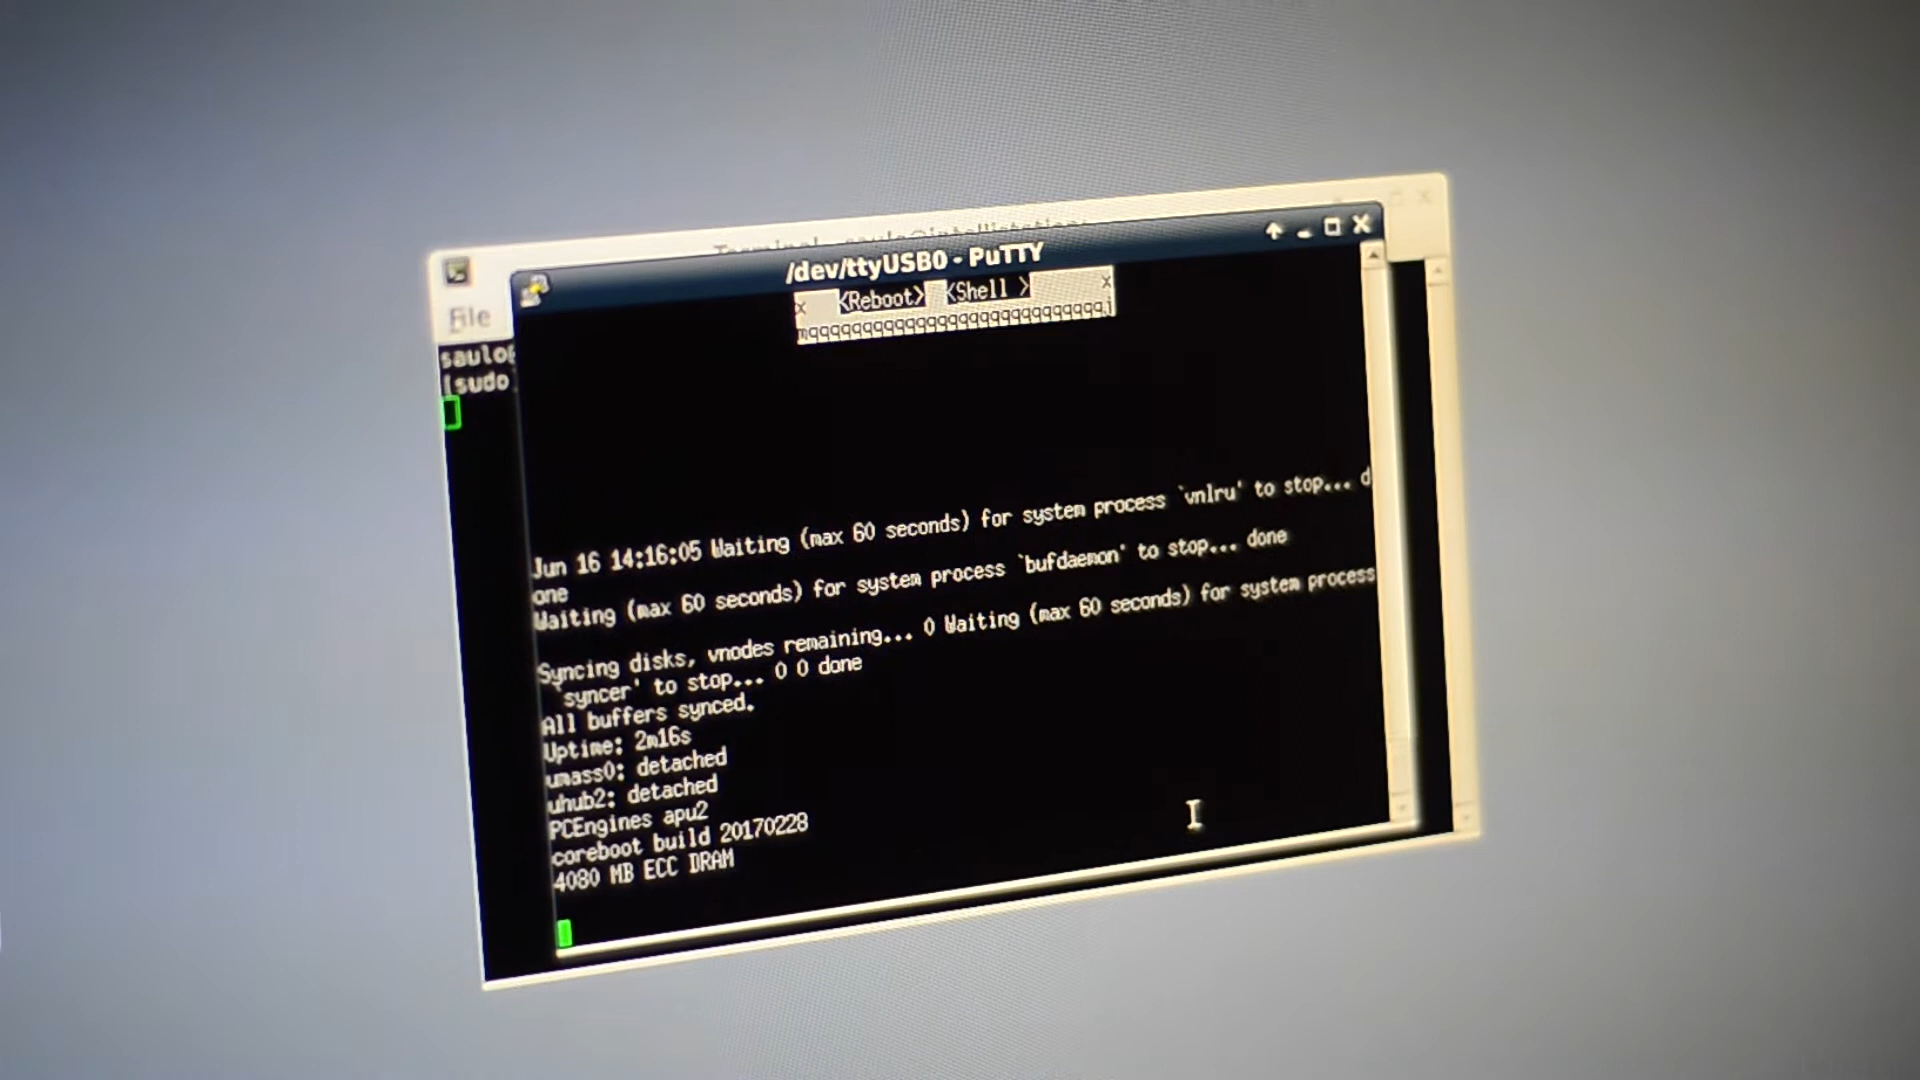 File
saulo
[sudo
/dev/ttyUSB0 - PuTTY
x <Reboot> <Shell > x
mqqqqqqqqqqqqqqqqqqqqqqqqqqqqj
Jun 16 14:16:05 Waiting (max 60 seconds) for system process `vnlru' to stop... d
one
Waiting (max 60 seconds) for system process `bufdaemon' to stop... done
Waiting (max 60 seconds) for system process
Syncing disks, vnodes remaining... 0 Waiting (max 60 seconds) for system process
`syncer' to stop... 0 0 done
All buffers synced.
Uptime: 2m16s
umass0: detached
uhub2: detached
PCEngines apu2
coreboot build 20170228
4080 MB ECC DRAM